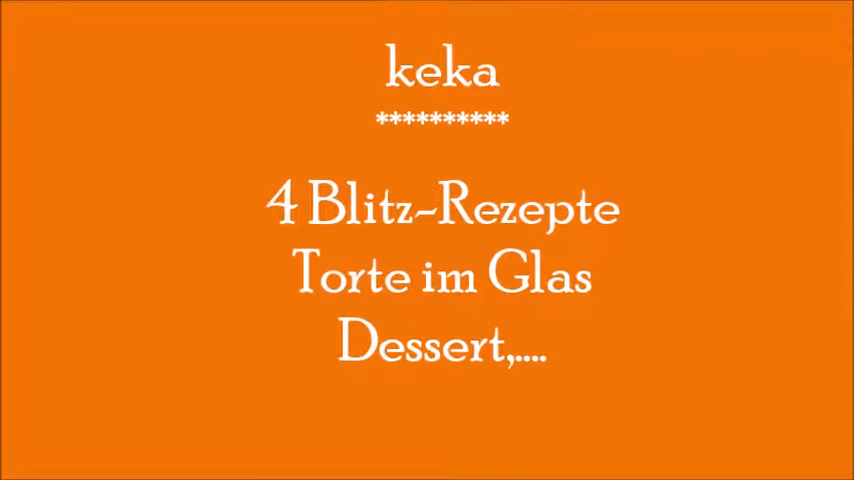 keka
**********
4 Blitz-Rezepte
Torte im Glas
Dessert,....